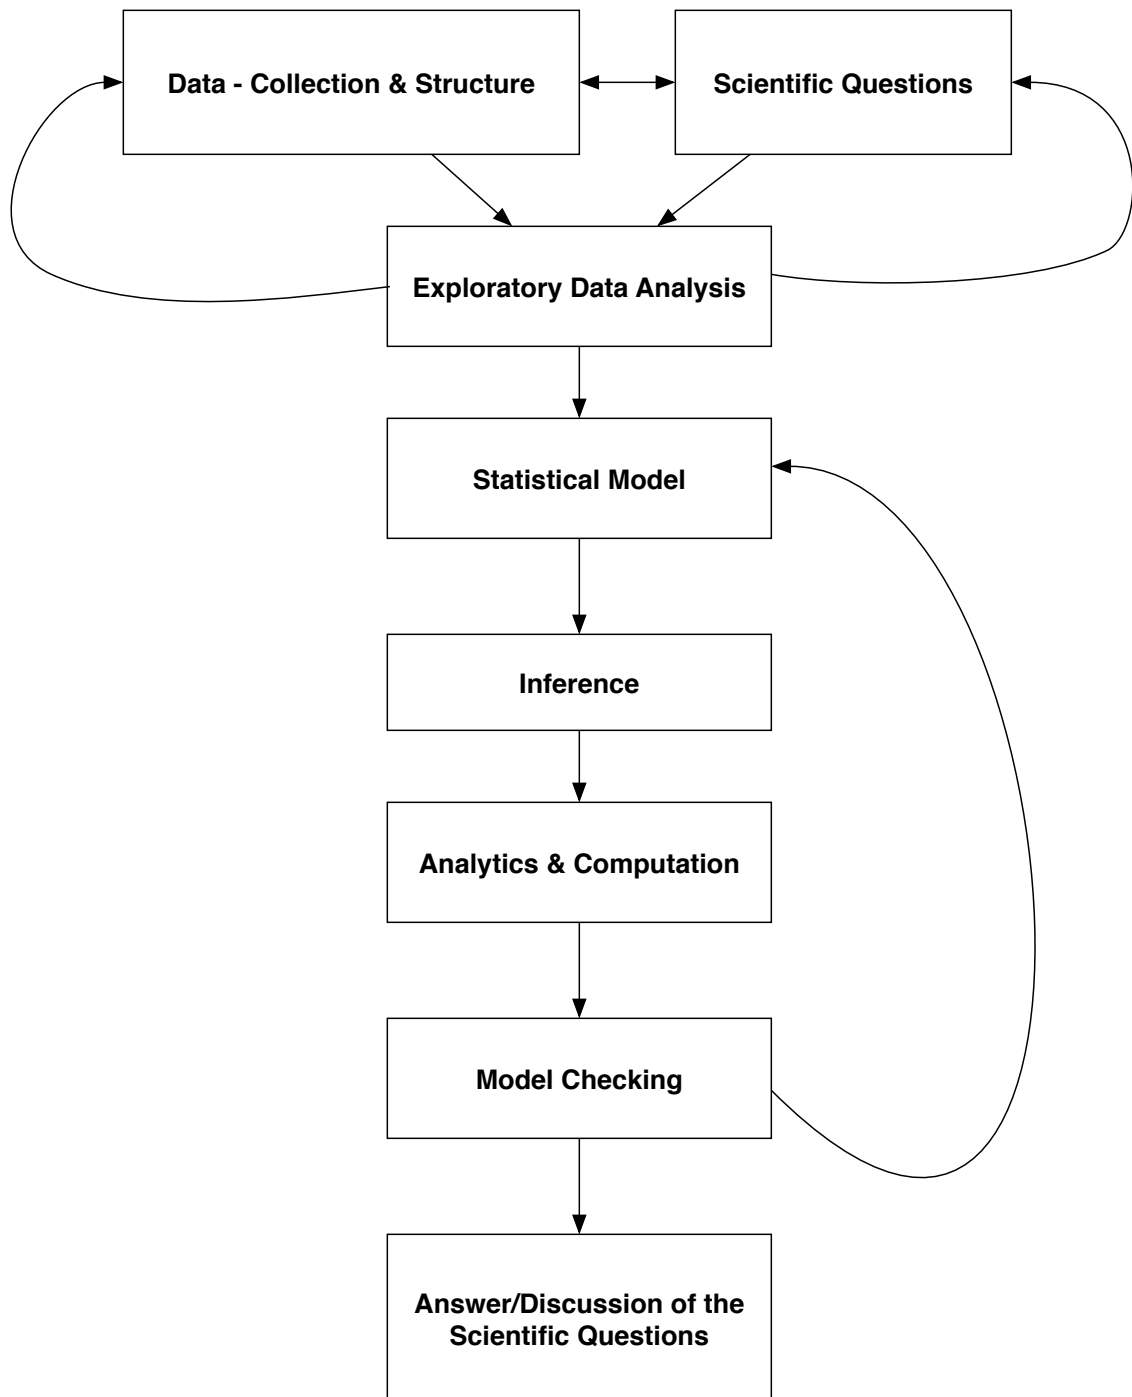 Data - Collection & Structure
Scientific Questions
Exploratory Data Analysis
Statistical Model
Inference
Analytics & Computation
Model Checking
Answer/Discussion of the
Scientific Questions